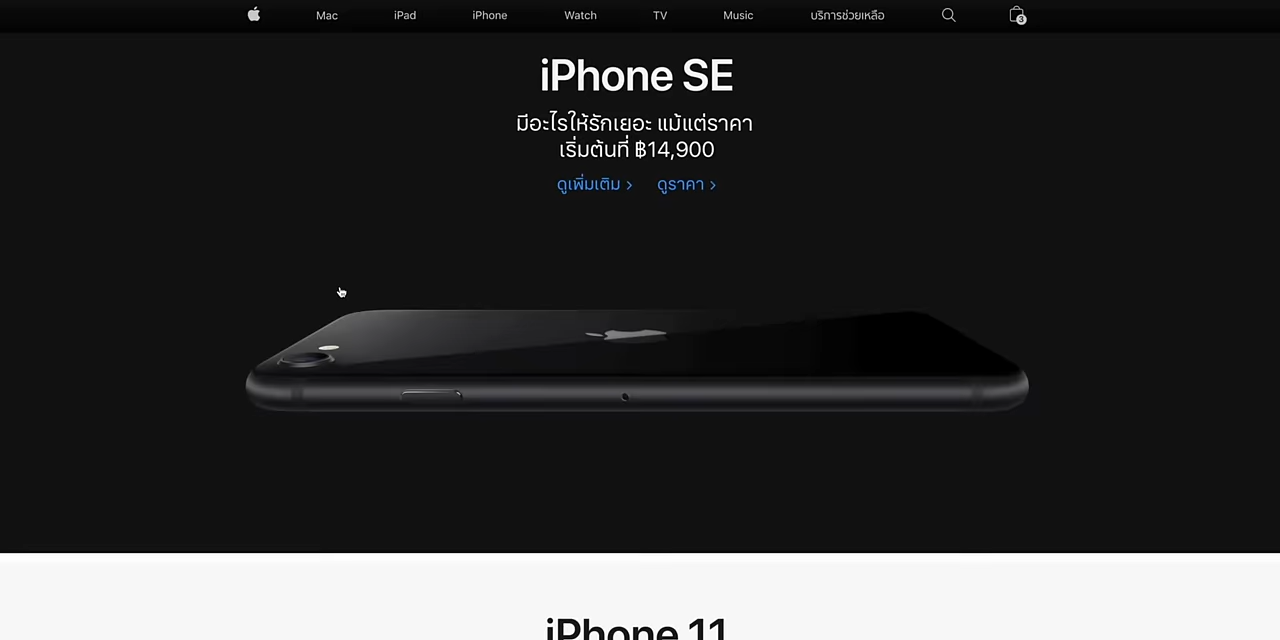 Mac iPad iPhone Watch TV Music บริการช่วยเหลือ 3
iPhone SE
มีอะไรให้รักเยอะ แม้แต่ราคา
เริ่มต้นที่ ฿14,900
ดูเพิ่มเติม > ดูราคา >
iPhone 11